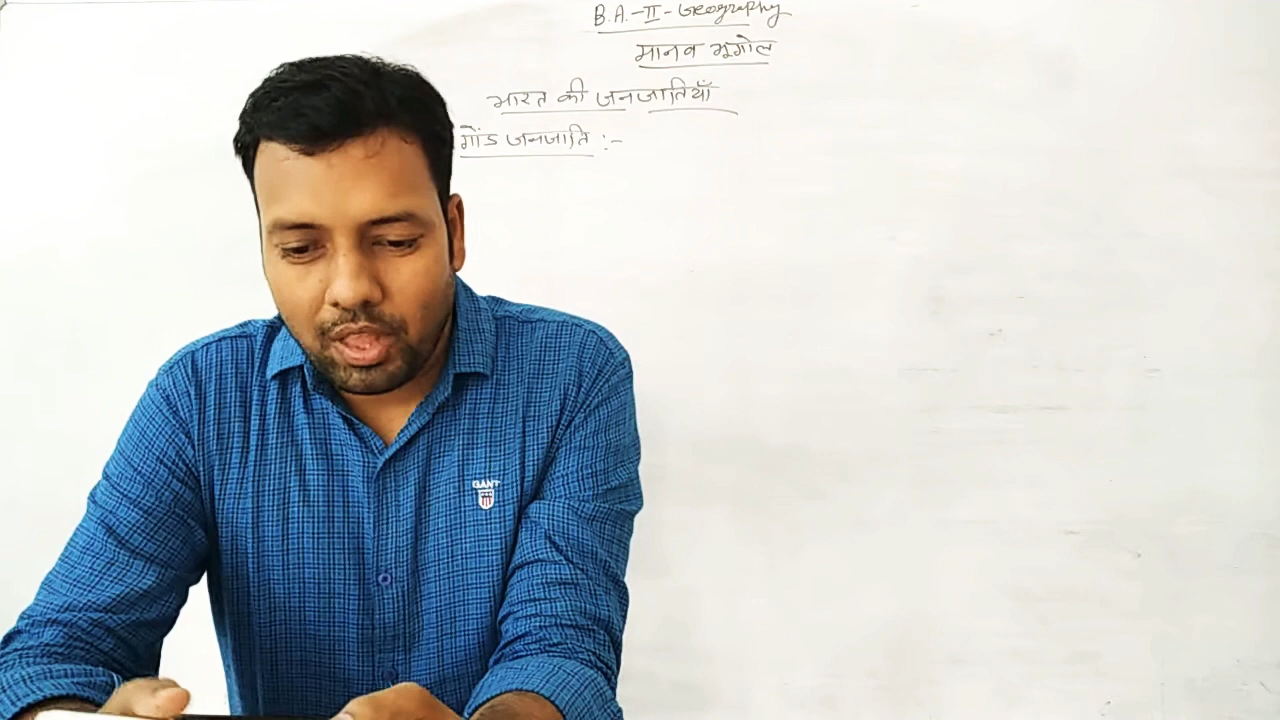 B.A.-II-Geography
मानव भूगोल
भारत की जनजातियाँ
गोंड जनजाति :-
GANT